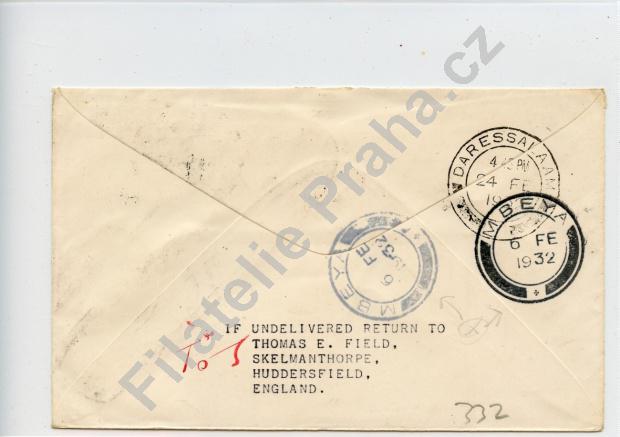 Filatelie Praha.cz
DARESSALAAM
4.45 PM
24 FE
19
MBEYA
6 FE
1932
MBEYA
6 FE
32
IF UNDELIVERED RETURN TO
THOMAS E. FIELD,
SKELMANTHORPE,
HUDDERSFIELD,
ENGLAND.
332